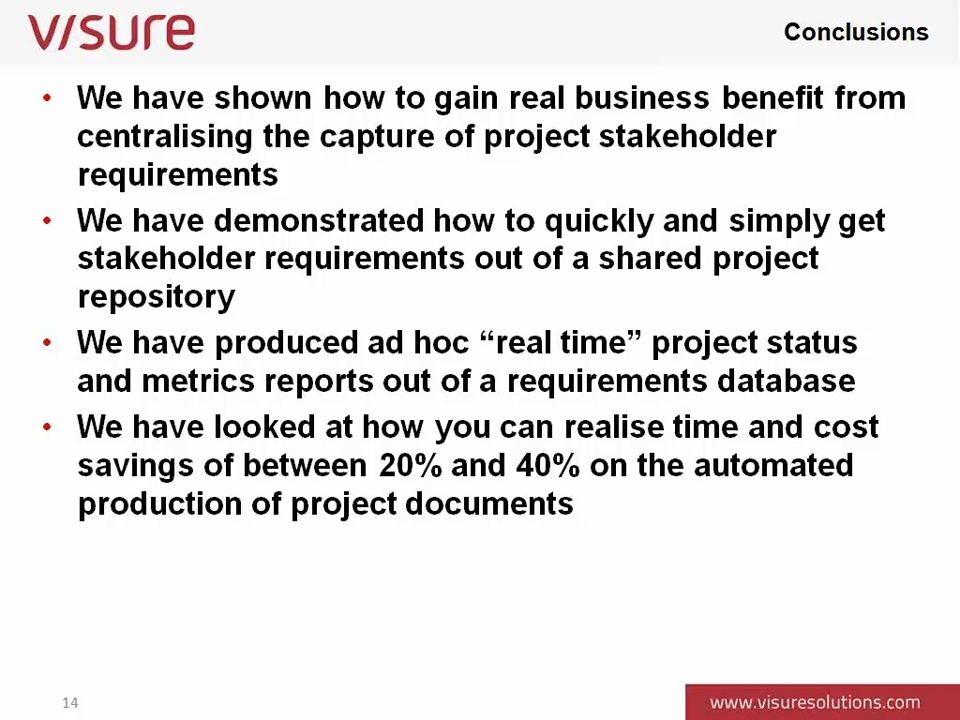 visure
Conclusions
• We have shown how to gain real business benefit from
centralising the capture of project stakeholder
requirements
• We have demonstrated how to quickly and simply get
stakeholder requirements out of a shared project
repository
• We have produced ad hoc “real time” project status
and metrics reports out of a requirements database
• We have looked at how you can realise time and cost
savings of between 20% and 40% on the automated
production of project documents
14
www.visuresolutions.com